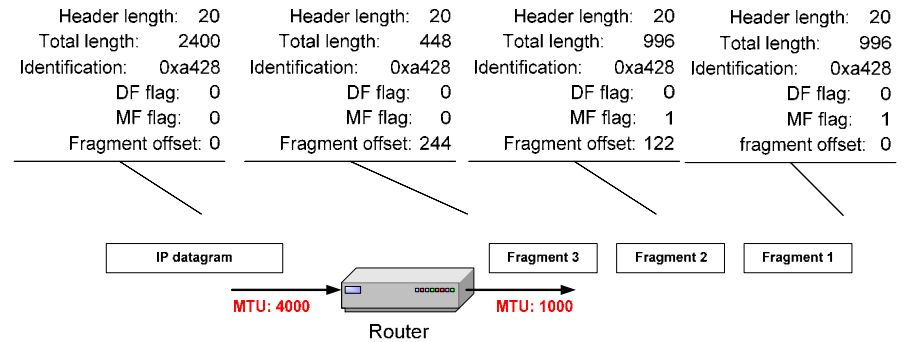 Header length: 20
Total length: 2400
Identification: 0xa428
DF flag: 0
MF flag: 0
Fragment offset: 0
Header length: 20
Total length: 448
Identification: 0xa428
DF flag: 0
MF flag: 0
Fragment offset: 244
Header length: 20
Total length: 996
Identification: 0xa428
DF flag: 0
MF flag: 1
Fragment offset: 122
Header length: 20
Total length: 996
Identification: 0xa428
DF flag: 0
MF flag: 1
fragment offset: 0
IP datagram
Fragment 3
Fragment 2
Fragment 1
MTU: 4000
MTU: 1000
Router